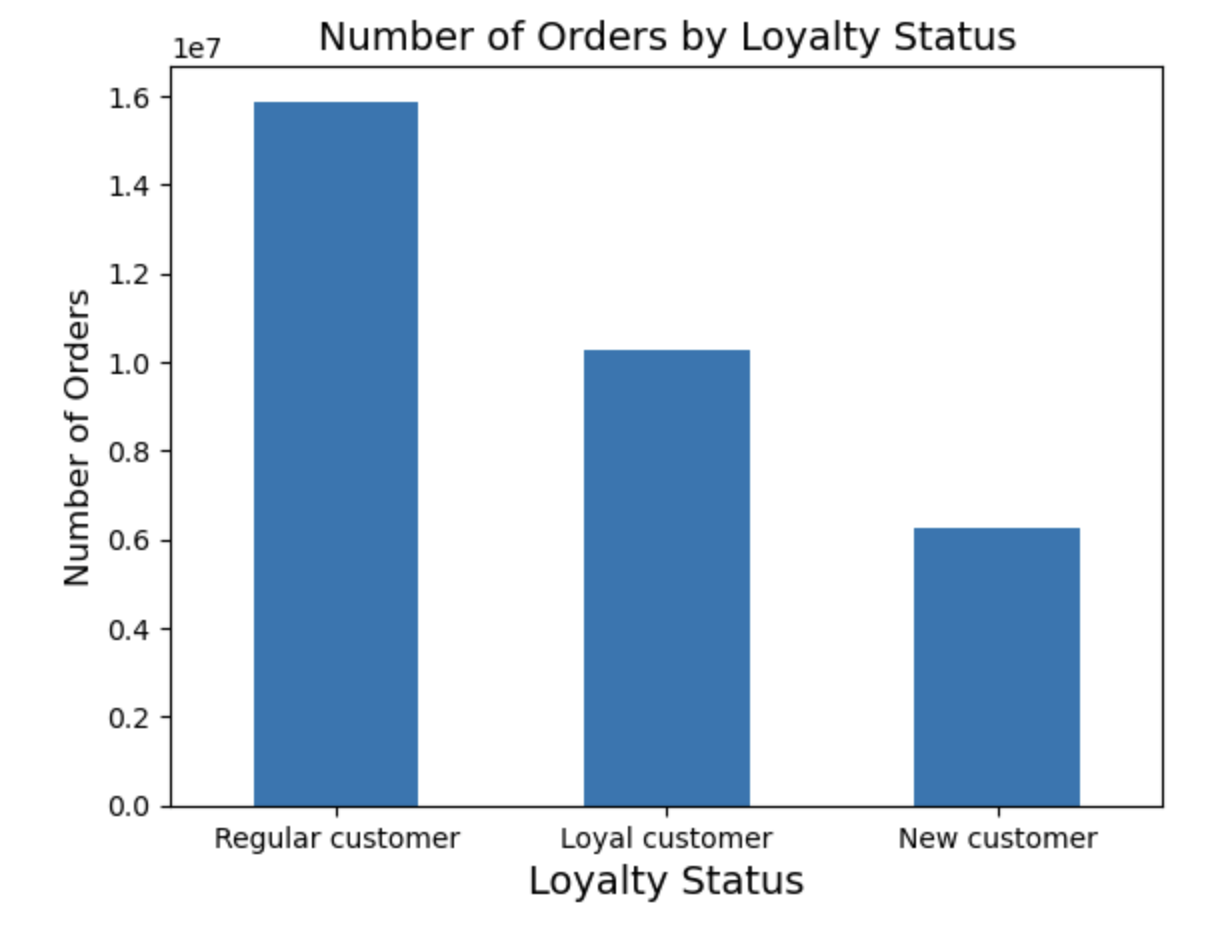 Number of Orders by Loyalty Status
1e7
1.6
1.4
1.2
1.0
0.8
0.6
0.4
0.2
0.0
Number of Orders
Regular customer Loyal customer New customer
Loyalty Status